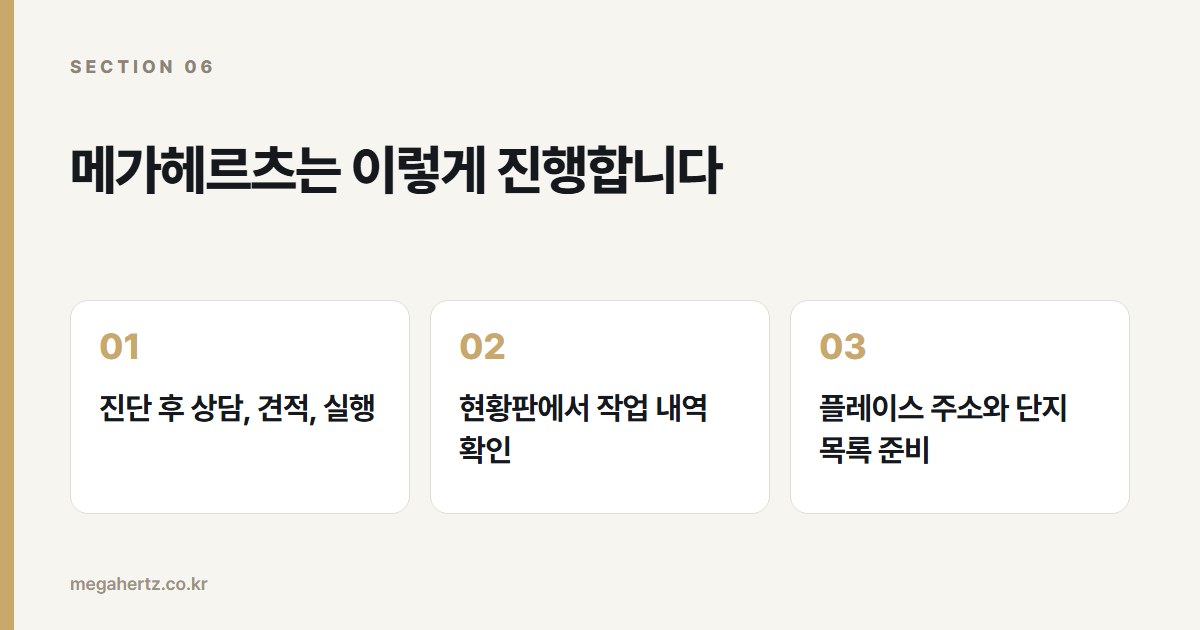 SECTION 06
메가헤르츠는 이렇게 진행합니다
01
진단 후 상담, 견적, 실행
02
현황판에서 작업 내역
확인
03
플레이스 주소와 단지
목록 준비
megahertz.co.kr